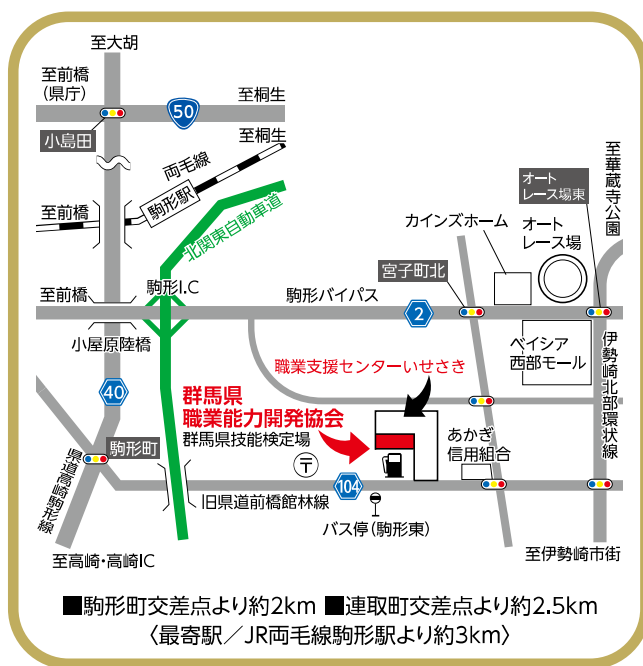 至大胡
至前橋
(県庁)
至桐生
50
小島田
至桐生
両毛線
駒形駅
至前橋
北関東自動車道
至華蔵寺公園
オート
レース場東
オート
レース場
カインズホーム
宮子町北
駒形I.C
至前橋
駒形バイパス
2
小屋原陸橋
ベイシア
西部モール
伊勢崎北部環状線
職業支援センターいせさき
40
群馬県
職業能力開発協会
群馬県技能検定場
駒形町
〒
あかぎ
信用組合
104
県道高崎駒形線
旧県道前橋館林線
バス停(駒形東)
至高崎・高崎IC
至伊勢崎市街
■駒形町交差点より約2km ■連取町交差点より約2.5km
〈最寄駅/JR両毛線駒形駅より約3km〉